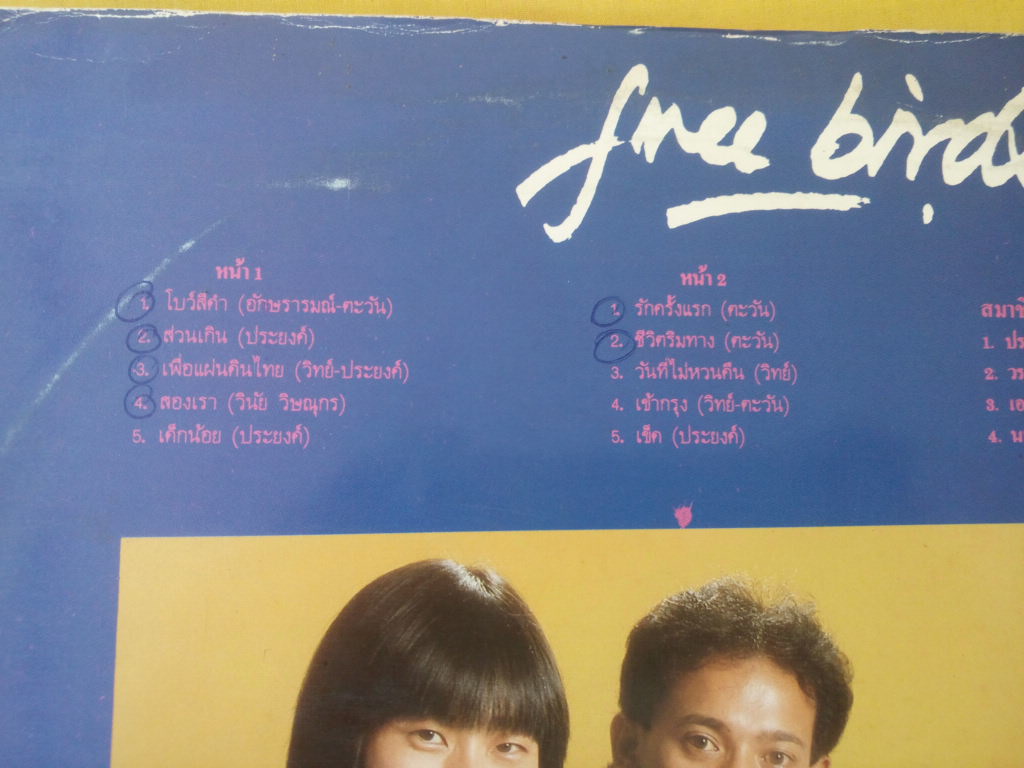 free bird
หน้า 1
1. โบว์สีดำ (อักษรารมณ์-ตะวัน)
2. ส่วนเกิน (ประยงค์)
3. เพื่อแผ่นดินไทย (วิทย์-ประยงค์)
4. สองเรา (วินัย วิษณุกร)
5. เด็กน้อย (ประยงค์)
หน้า 2
1. รักครั้งแรก (ตะวัน)
2. ชีวิตริมทาง (ตะวัน)
3. วันที่ไม่หวนคืน (วิทย์)
4. เข้ากรุง (วิทย์-ตะวัน)
5. เข็ด (ประยงค์)
1.
2.
3.
4.